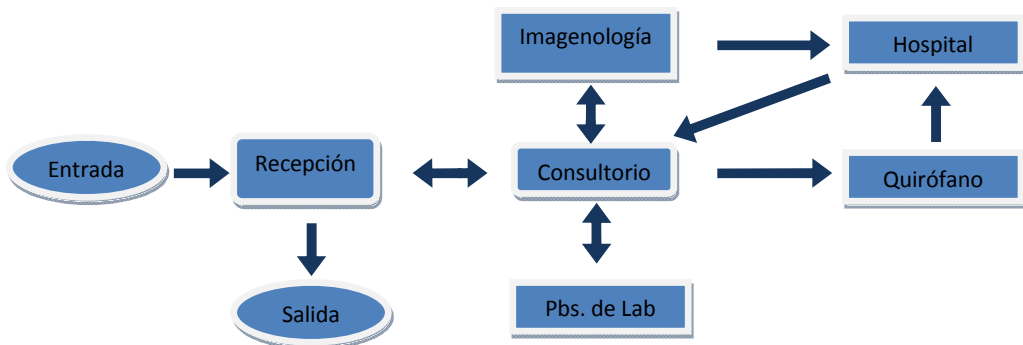 Imagenología
Hospital
Entrada
Recepción
Consultorio
Quirófano
Salida
Pbs. de Lab